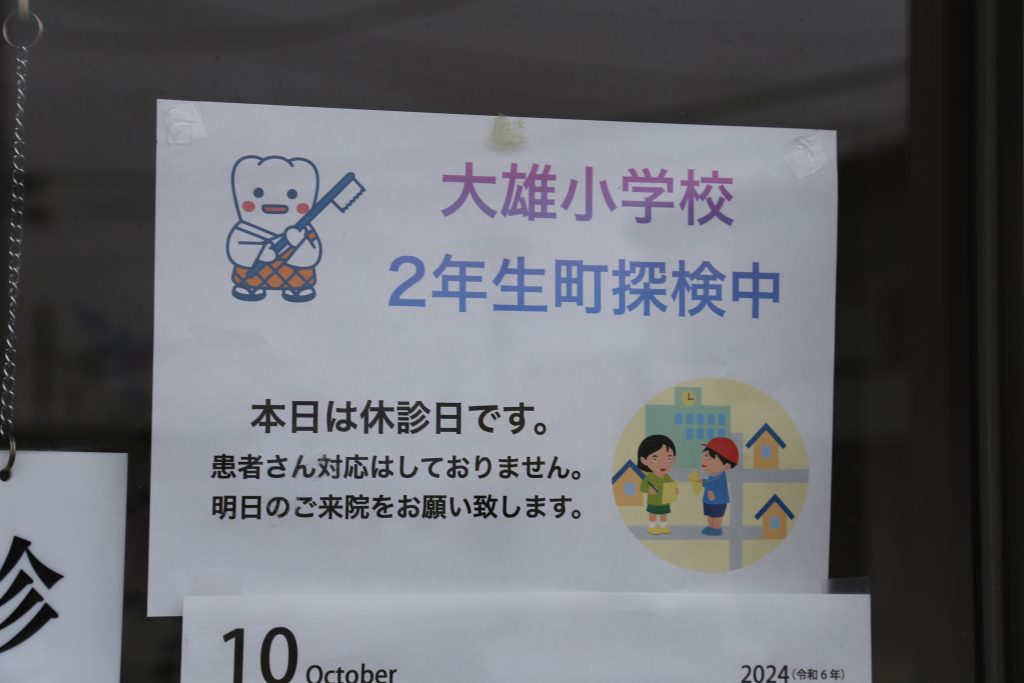 大雄小学校
2年生町探検中
本日は休診日です。
患者さん対応はしておりません。
明日のご来院をお願い致します。
診
10 October 2024(令和6年)